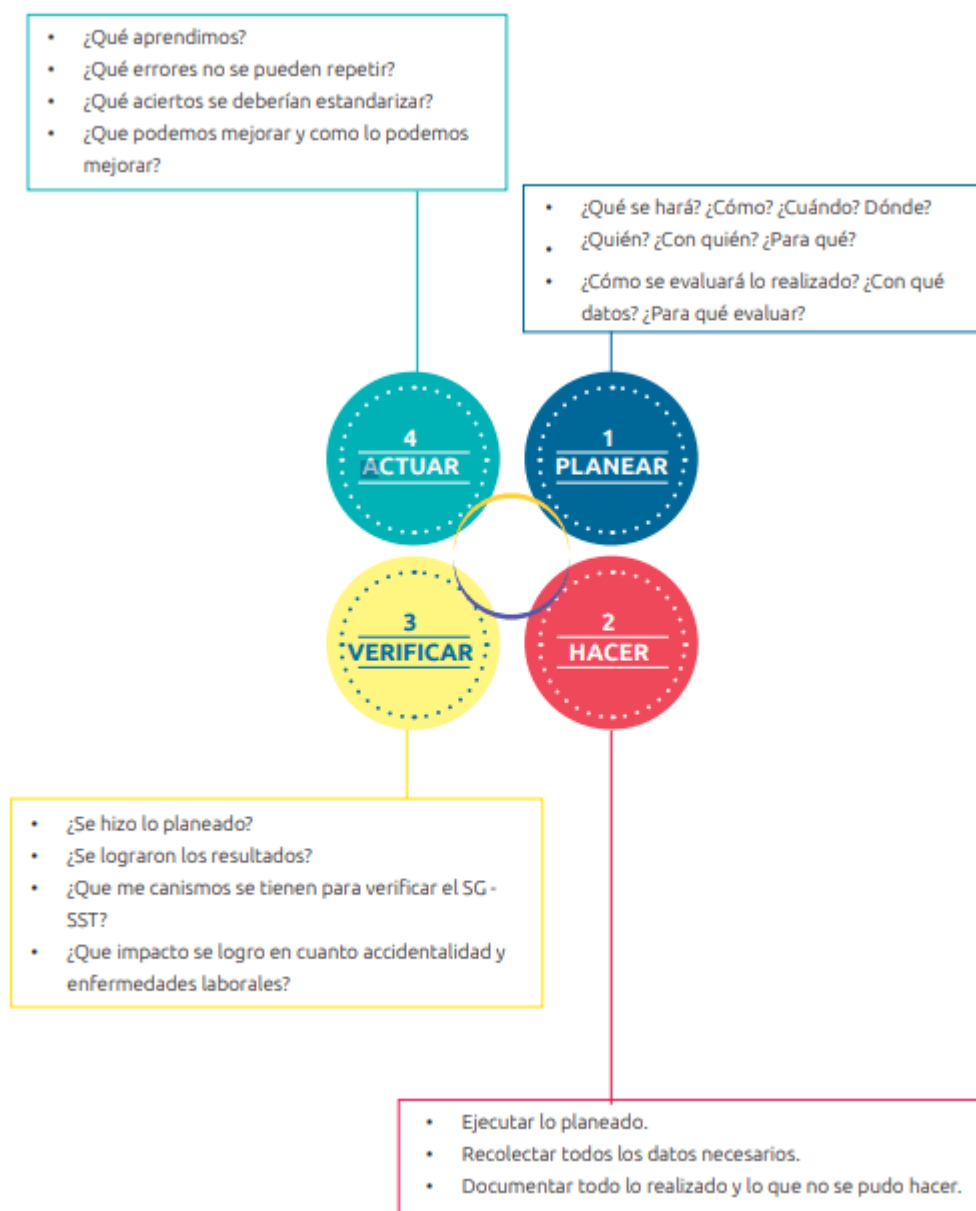 • ¿Qué aprendimos?
• ¿Qué errores no se pueden repetir?
• ¿Qué aciertos se deberían estandarizar?
• ¿Que podemos mejorar y como lo podemos
mejorar?
• ¿Qué se hará? ¿Cómo? ¿Cuándo? Dónde?
• ¿Quién? ¿Con quién? ¿Para qué?
• ¿Cómo se evaluará lo realizado? ¿Con qué
datos? ¿Para qué evaluar?
4
ACTUAR
1
PLANEAR
3
VERIFICAR
2
HACER
• ¿Se hizo lo planeado?
• ¿Se lograron los resultados?
• ¿Que me canismos se tienen para verificar el SG -
SST?
• ¿Que impacto se logro en cuanto accidentalidad y
enfermedades laborales?
• Ejecutar lo planeado.
• Recolectar todos los datos necesarios.
• Documentar todo lo realizado y lo que no se pudo hacer.